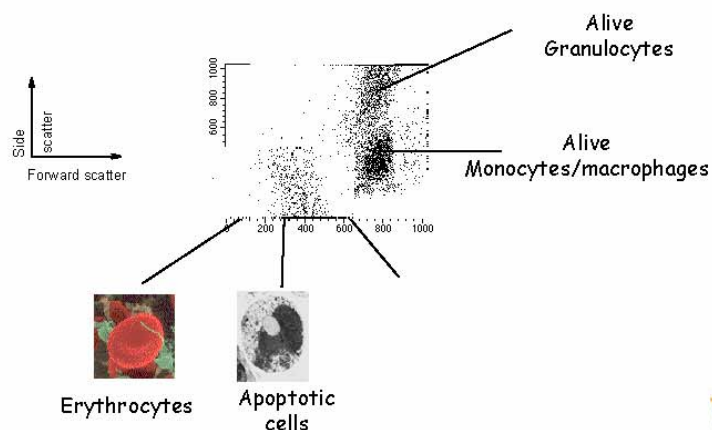 Alive
Granulocytes
1000
800
600
Side
scatter
Alive
Monocytes/macrophages
Forward scatter
0 200 400 600 800 1000
Erythrocytes
Apoptotic
cells